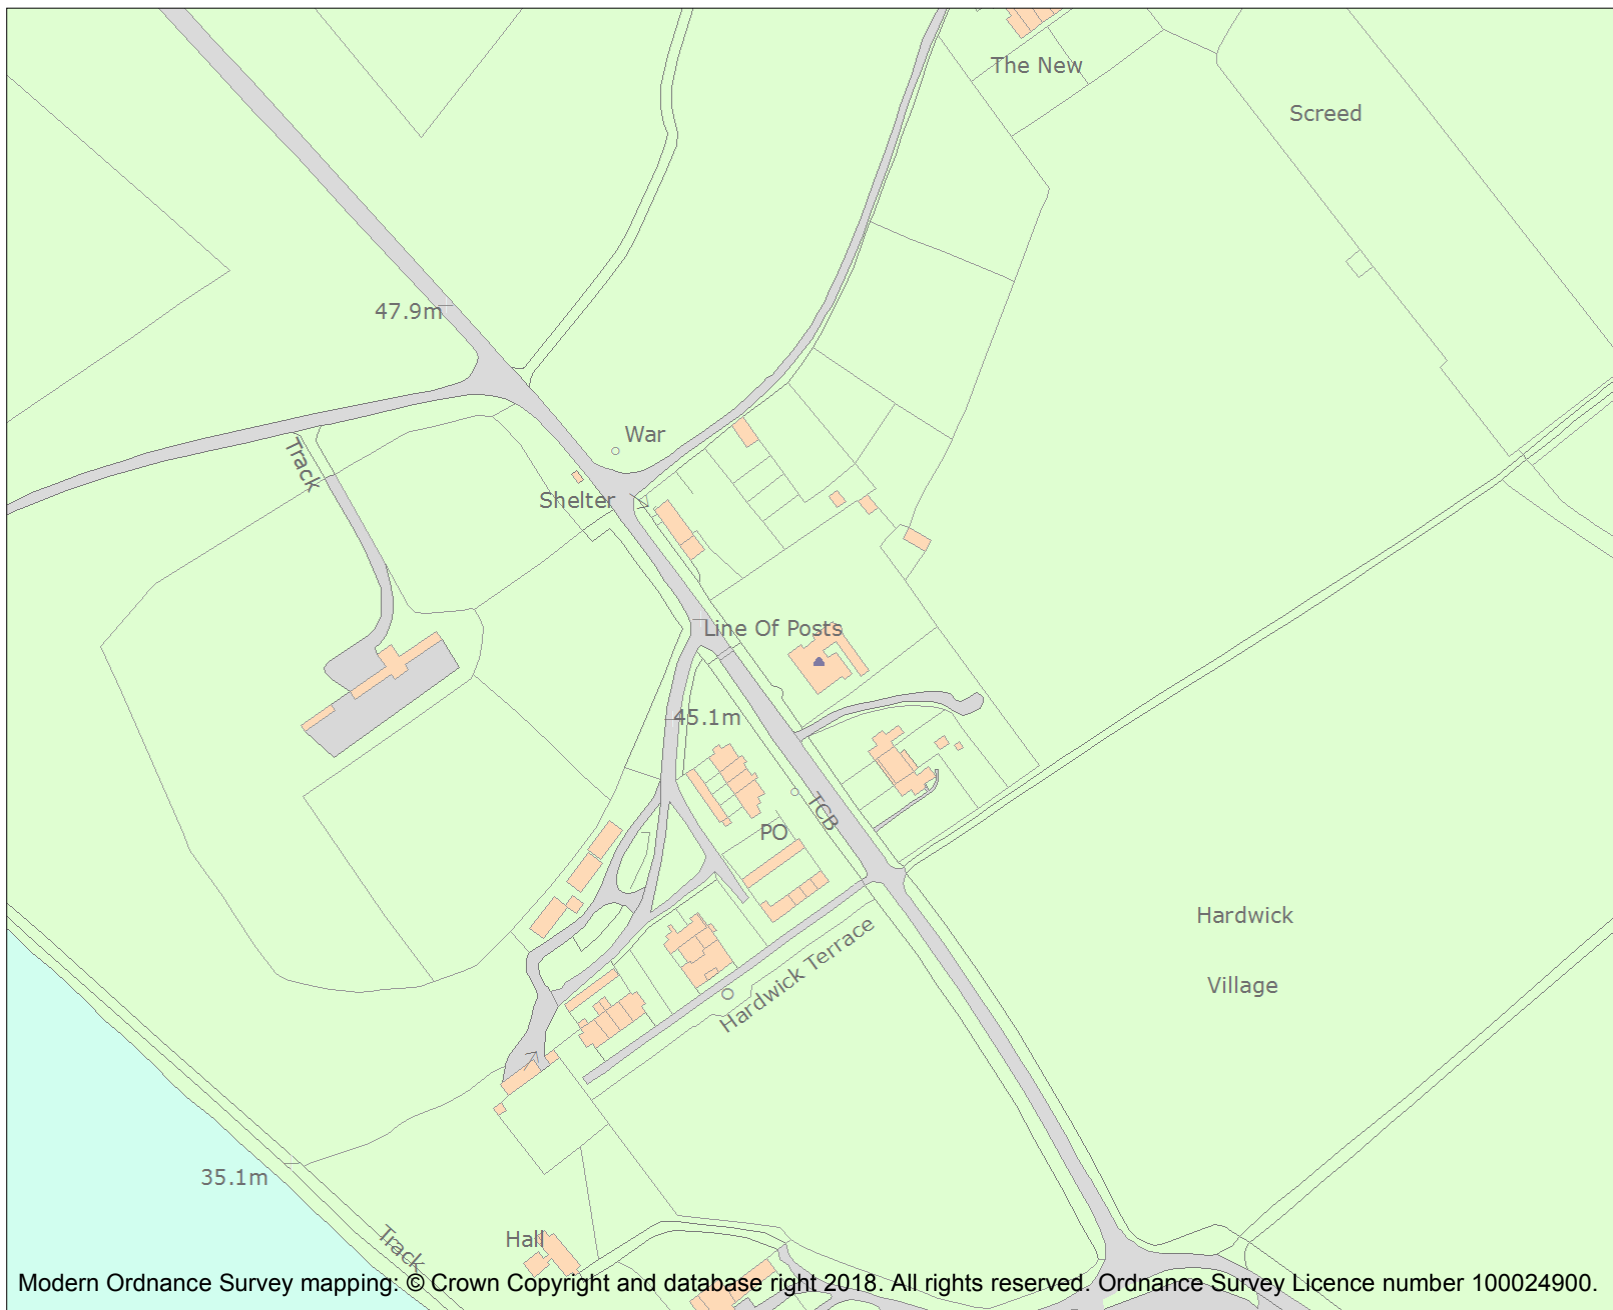 The New
Screed
47.9m
War
Track
Shelter
Line Of Posts
45.1m
TCB
PO
Hardwick
Village
Hardwick Terrace
35.1m
Track
Hall
Modern Ordnance Survey mapping: © Crown Copyright and database right 2018. All rights reserved. Ordnance Survey Licence number 100024900.